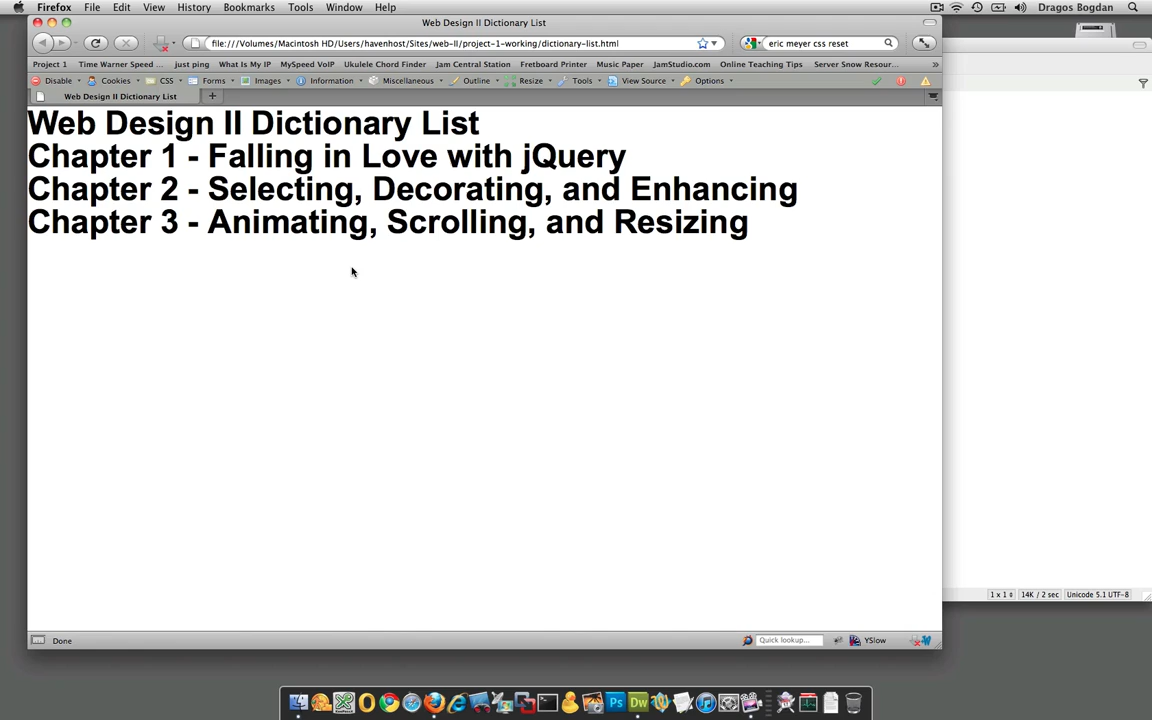 Firefox File Edit View History Bookmarks Tools Window Help Dragos Bogdan
Web Design II Dictionary List
file:///Volumes/Macintosh HD/Users/havenhost/Sites/web-II/project-1-working/dictionary-list.html eric meyer css reset
Project 1 Time Warner Speed ... just ping What Is My IP MySpeed VoIP Ukulele Chord Finder Jam Central Station Fretboard Printer Music Paper JamStudio.com Online Teaching Tips Server Snow Resour... »
Disable Cookies CSS Forms Images Information Miscellaneous Outline Resize Tools View Source Options
Web Design II Dictionary List +
Web Design II Dictionary List
Chapter 1 - Falling in Love with jQuery
Chapter 2 - Selecting, Decorating, and Enhancing
Chapter 3 - Animating, Scrolling, and Resizing
1 x 1 14K / 2 sec Unicode 5.1 UTF-8
Done Quick lookup... YSlow
Ps Dw